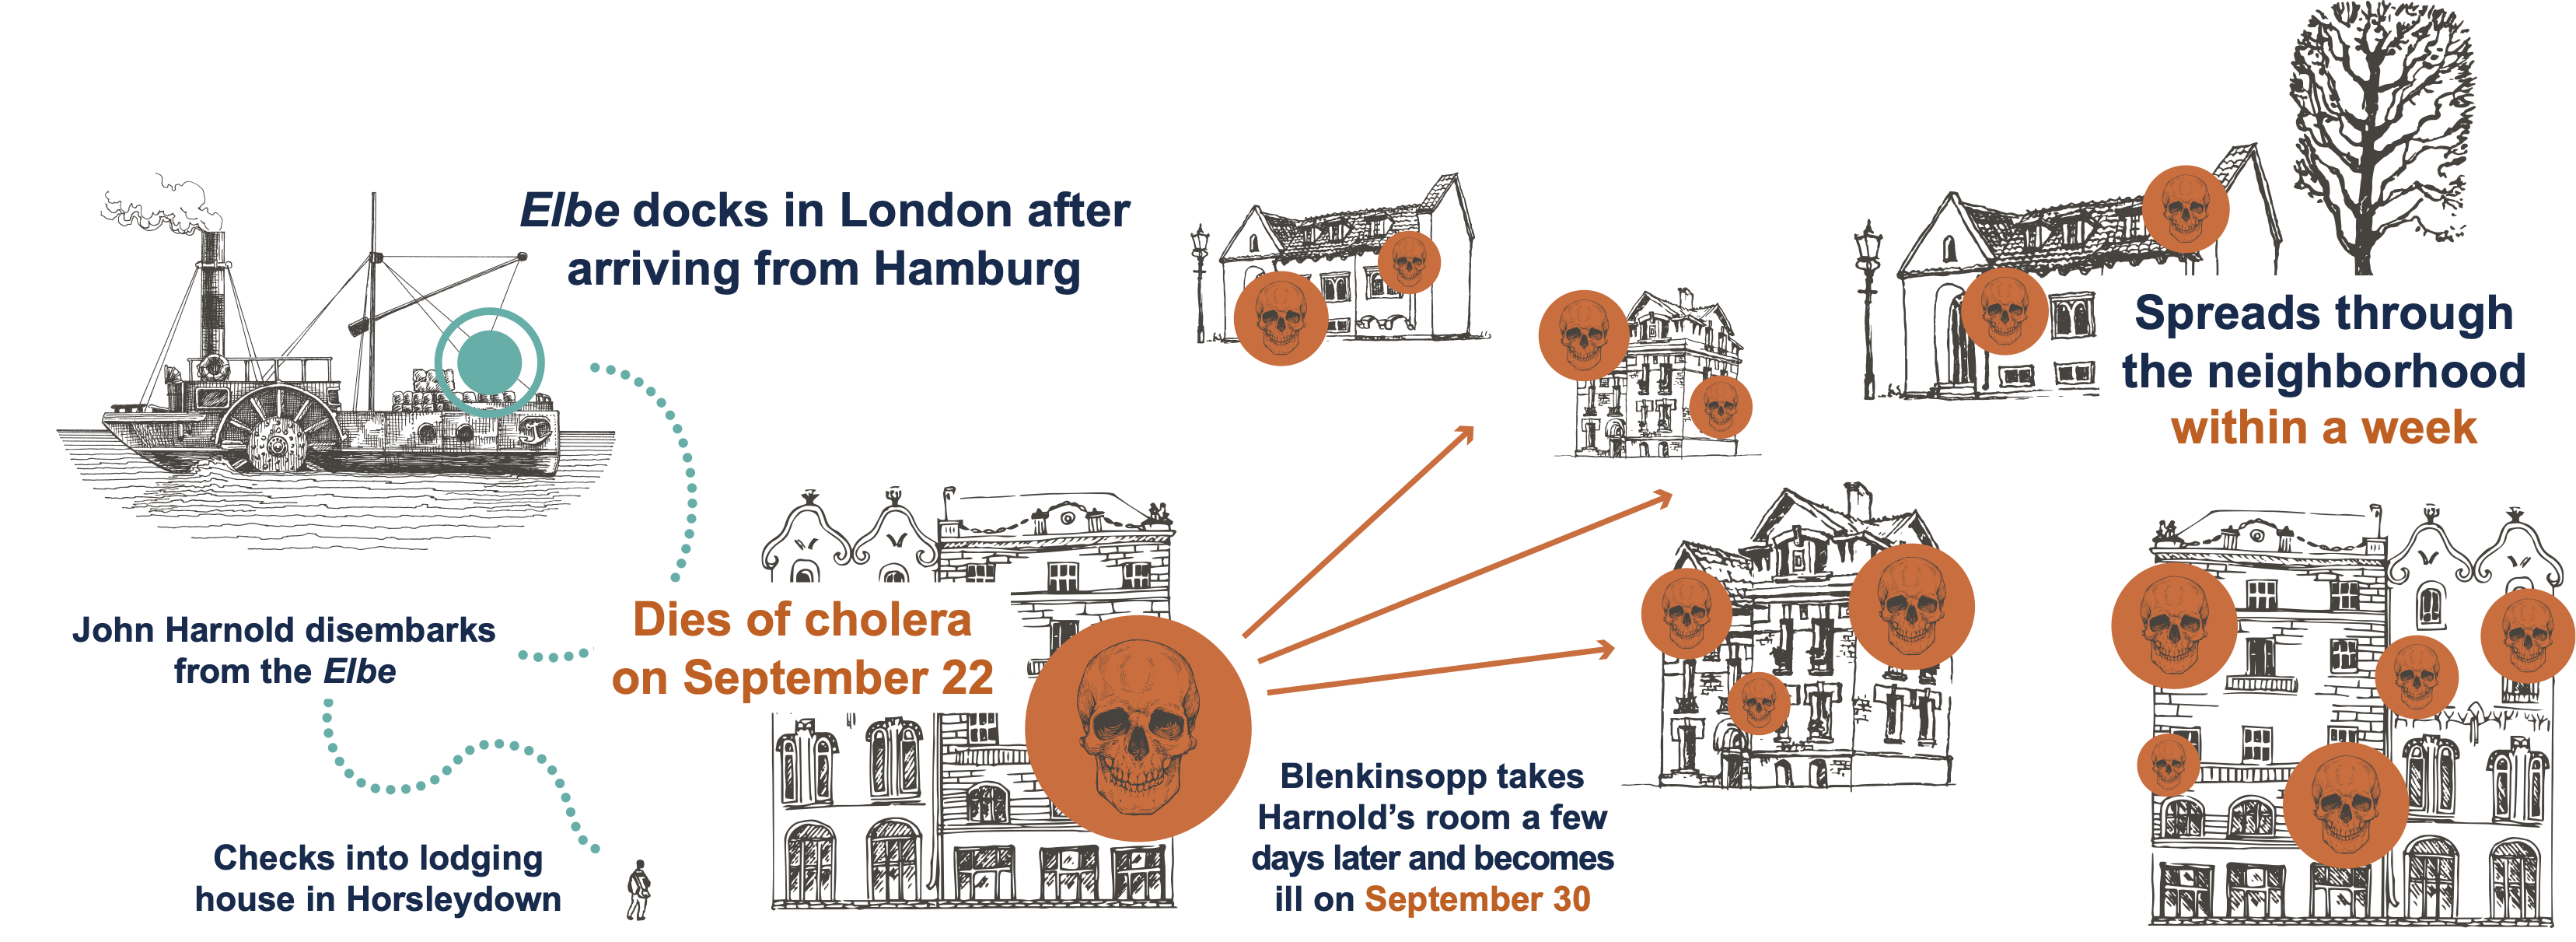 Elbe docks in London after
arriving from Hamburg
John Harnold disembarks
from the Elbe
Checks into lodging
house in Horsleydown
Dies of cholera
on September 22
Blenkinsopp takes
Harnold’s room a few
days later and becomes
ill on September 30
Spreads through
the neighborhood
within a week